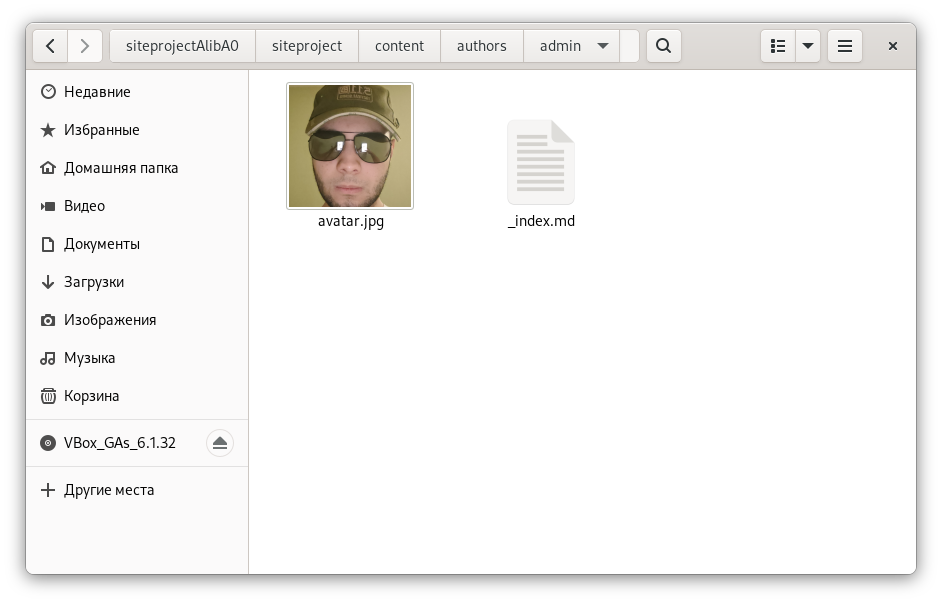 siteprojectAlibA0 siteproject content authors admin
Недавние
Избранные
Домашняя папка
Видео
Документы
Загрузки
Изображения
Музыка
Корзина
VBox_GAs_6.1.32
Другие места
avatar.jpg
_index.md